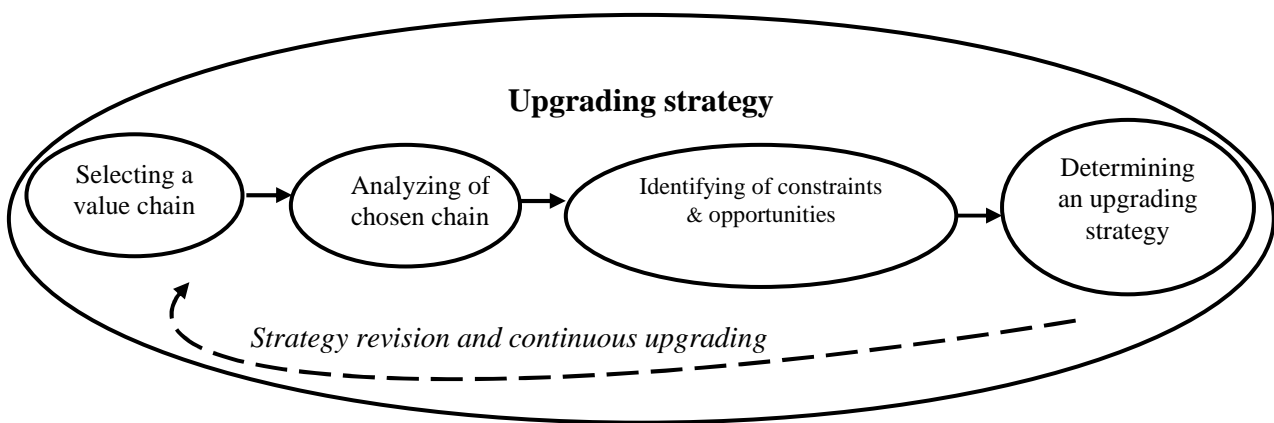 Upgrading strategy
Selecting a
value chain
Analyzing of
chosen chain
Identifying of constraints
& opportunities
Determining
an upgrading
strategy
Strategy revision and continuous upgrading